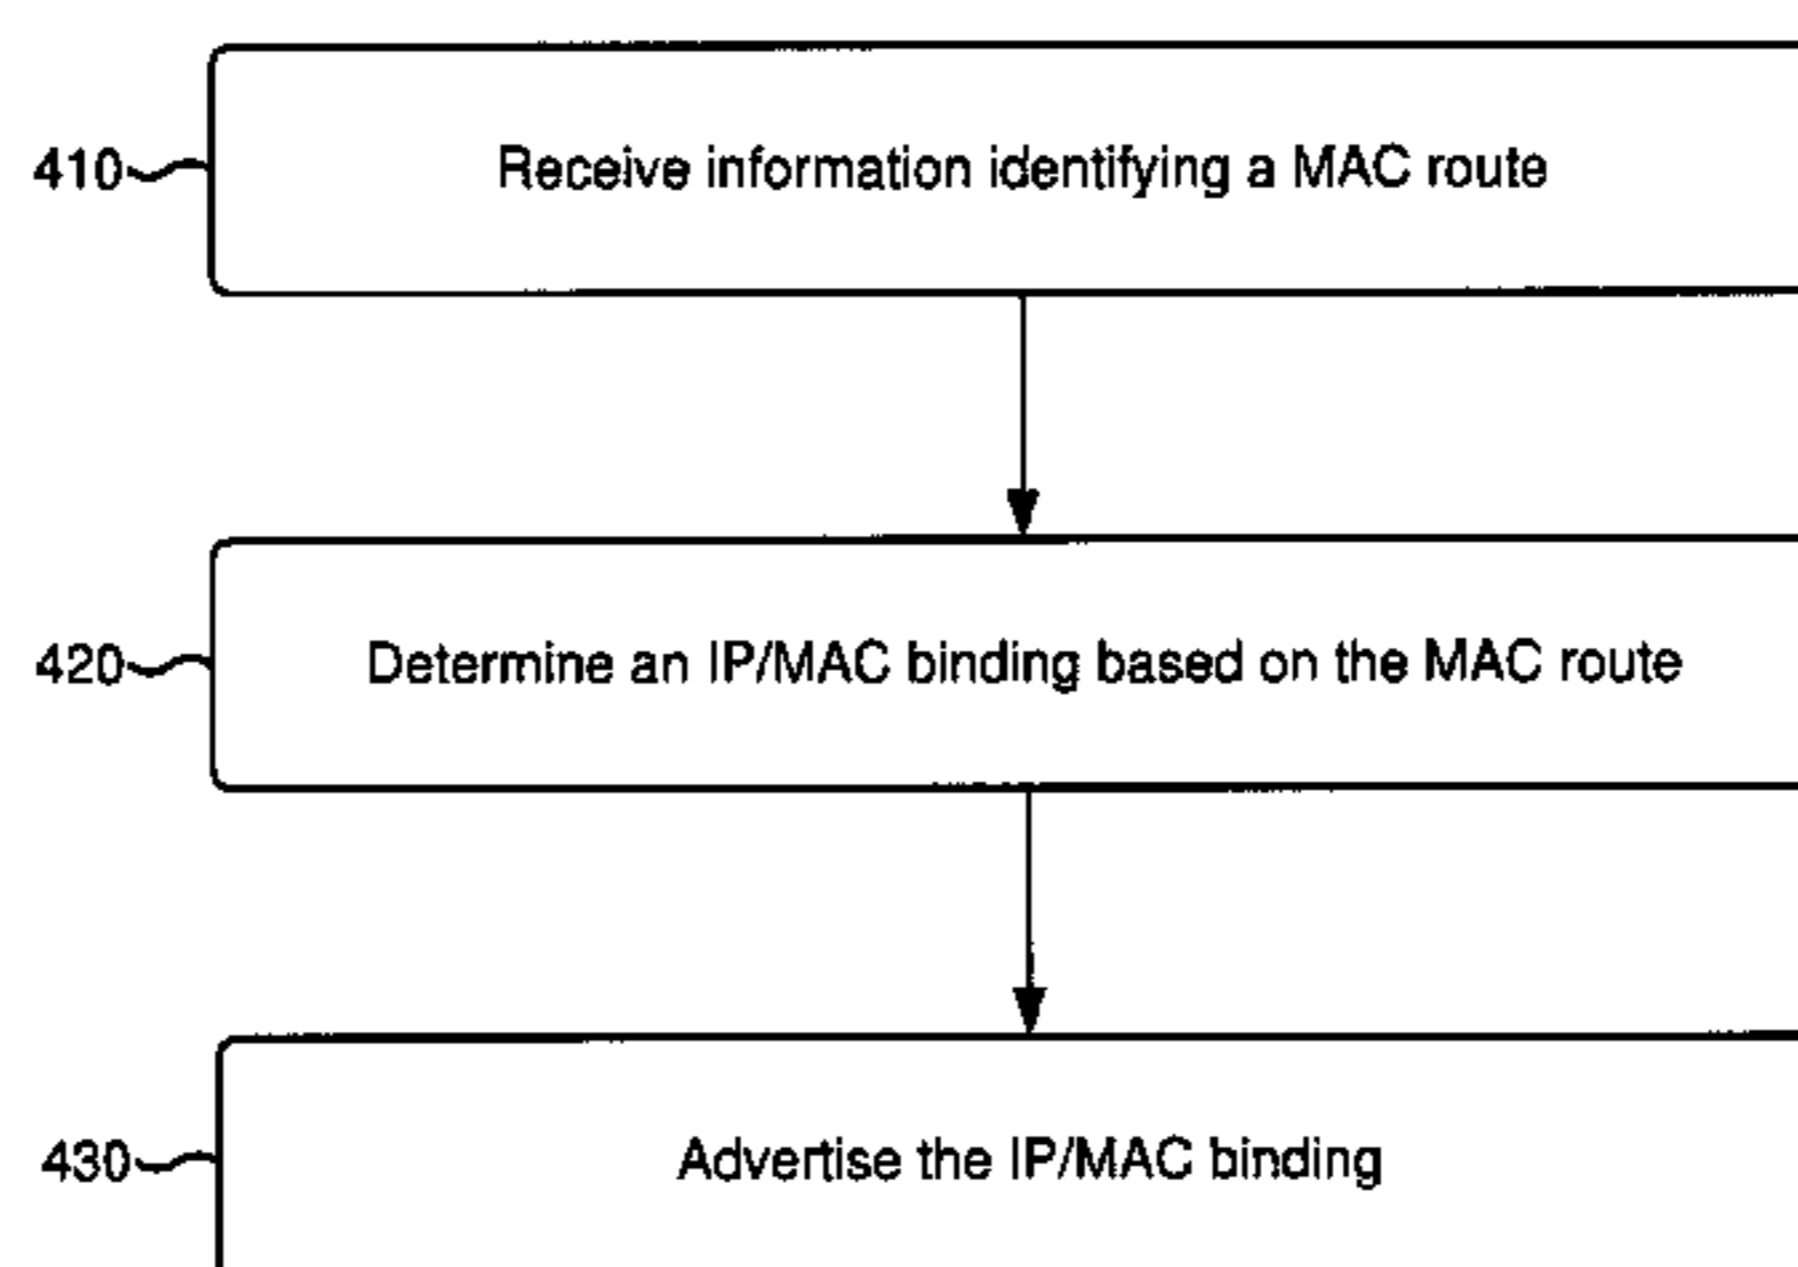 410 Receive information identifying a MAC route
420 Determine an IP/MAC binding based on the MAC route
430 Advertise the IP/MAC binding